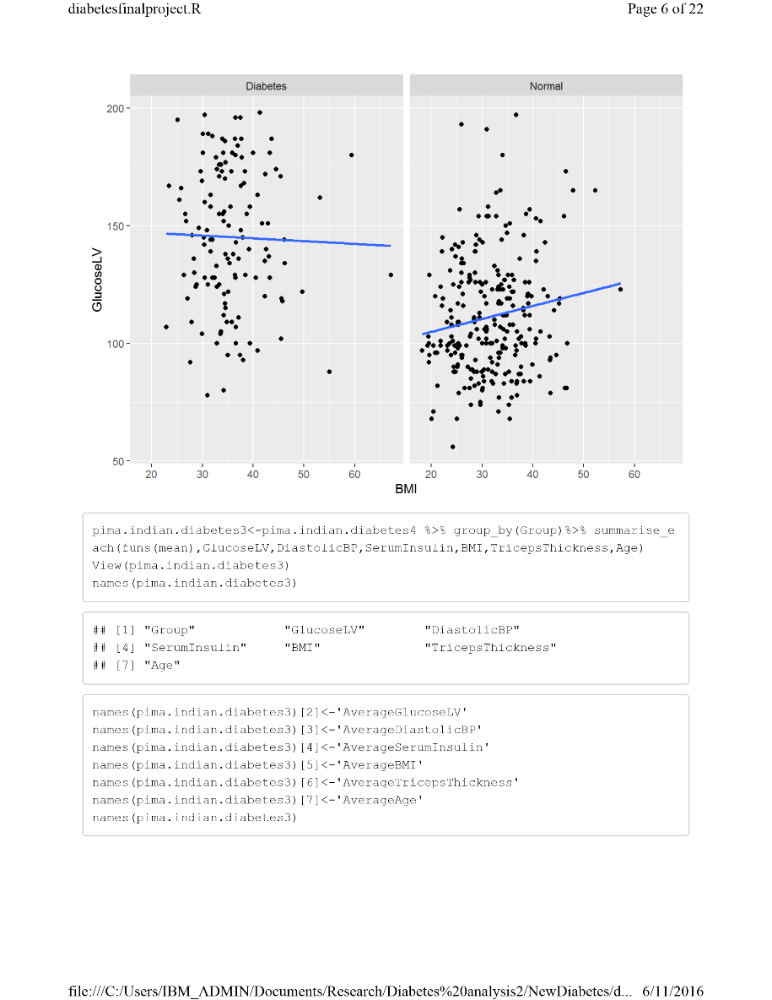 diabetesfinalproject.R Page 6 of 22
Diabetes Normal
200
150
100
50
GlucoseLV
20 30 40 50 60 20 30 40 50 60
BMI
pima.indian.diabetes3<-pima.indian.diabetes4 %>% group_by(Group)%>% summarise_e
ach(funs(mean),GlucoseLV,DiastolicBP,SerumInsulin,BMI,TricepsThickness,Age)
View(pima.indian.diabetes3)
names(pima.indian.diabetes3)
## [1] "Group" "GlucoseLV" "DiastolicBP"
## [4] "SerumInsulin" "BMI" "TricepsThickness"
## [7] "Age"
names(pima.indian.diabetes3)[2]<-'AverageGlucoseLV'
names(pima.indian.diabetes3)[3]<-'AverageDiastolicBP'
names(pima.indian.diabetes3)[4]<-'AverageSerumInsulin'
names(pima.indian.diabetes3)[5]<-'AverageBMI'
names(pima.indian.diabetes3)[6]<-'AverageTricepsThickness'
names(pima.indian.diabetes3)[7]<-'AverageAge'
names(pima.indian.diabetes3)
file:///C:/Users/IBM_ADMIN/Documents/Research/Diabetes%20analysis2/NewDiabetes/d... 6/11/2016